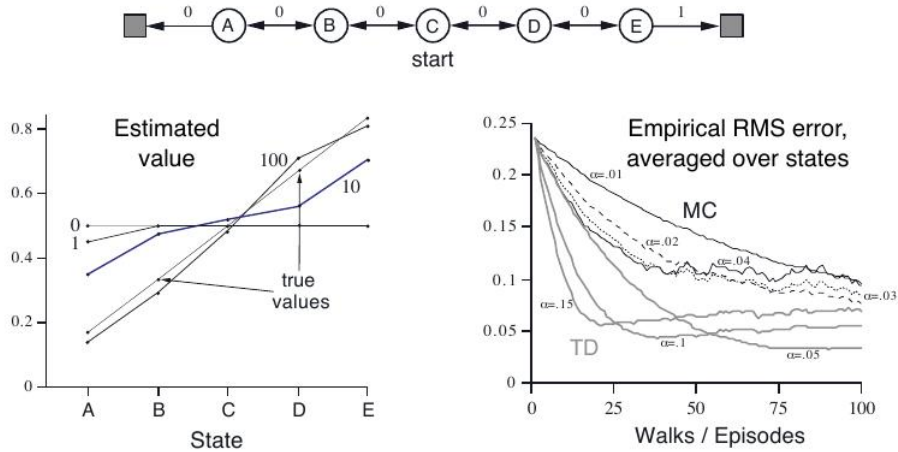 0 0 0 0 0 1
A B C D E
start
Estimated
value
0.8
0.6
0.4
0.2
0
100
10
0
1
true
values
A B C D E
State
Empirical RMS error,
averaged over states
0.25
0.2
0.15
0.1
0.05
0
α=.01
MC
α=.02
α=.04
α=.03
α=.15
TD
α=.1
α=.05
0 25 50 75 100
Walks / Episodes